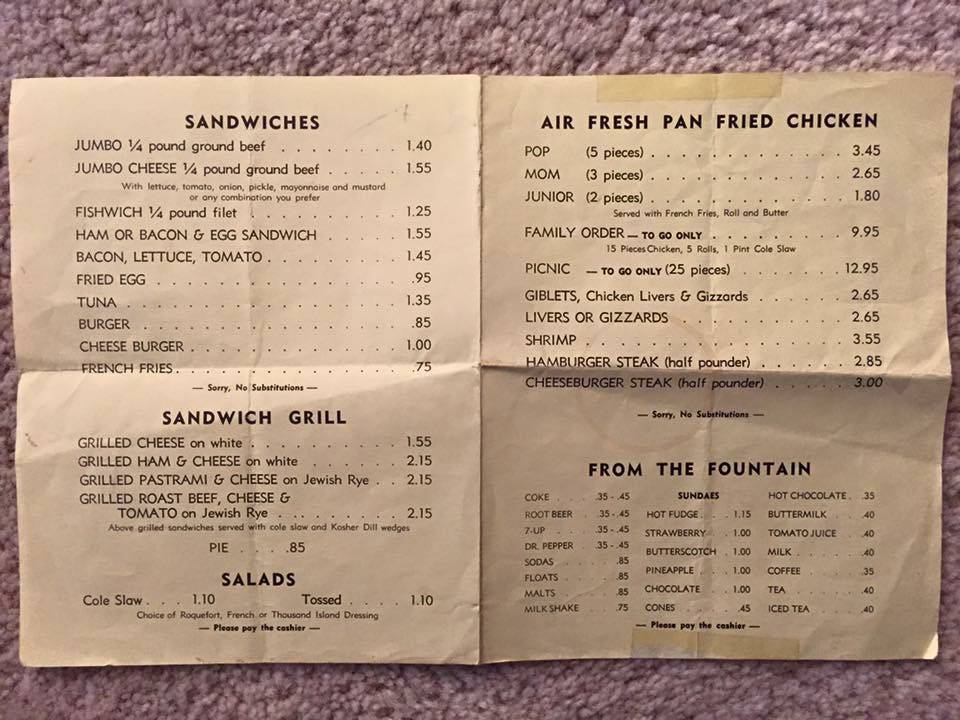 SANDWICHES
JUMBO ¼ pound ground beef . . . . . . . . 1.40
JUMBO CHEESE ¼ pound ground beef . . . . . 1.55
With lettuce, tomato, onion, pickle, mayonnaise and mustard
or any combination you prefer
FISHWICH ¼ pound filet . . . . . . . . . . 1.25
HAM OR BACON & EGG SANDWICH . . . . . 1.55
BACON, LETTUCE, TOMATO . . . . . . . . . 1.45
FRIED EGG . . . . . . . . . . . . . . . . .95
TUNA . . . . . . . . . . . . . . . . . . 1.35
BURGER . . . . . . . . . . . . . . . . . .85
CHEESE BURGER . . . . . . . . . . . . . . 1.00
FRENCH FRIES . . . . . . . . . . . . . . .75
— Sorry, No Substitutions —
SANDWICH GRILL
GRILLED CHEESE on white . . . . . . . . . . 1.55
GRILLED HAM & CHEESE on white . . . . . . 2.15
GRILLED PASTRAMI & CHEESE on Jewish Rye . . 2.15
GRILLED ROAST BEEF, CHEESE &
TOMATO on Jewish Rye . . . . . . . . . 2.15
Above grilled sandwiches served with cole slaw and Kosher Dill wedges
PIE . . . . .85
SALADS
Cole Slaw . . . 1.10 Tossed . . . . 1.10
Choice of Roquefort, French or Thousand Island Dressing
— Please pay the cashier —
AIR FRESH PAN FRIED CHICKEN
POP (5 pieces) . . . . . . . . . . . . . 3.45
MOM (3 pieces) . . . . . . . . . . . . . 2.65
JUNIOR (2 pieces) . . . . . . . . . . . . . 1.80
Served with French Fries, Roll and Butter
FAMILY ORDER — TO GO ONLY . . . . . . . . . 9.95
15 Pieces Chicken, 5 Rolls, 1 Pint Cole Slaw
PICNIC — TO GO ONLY (25 pieces) . . . . . . . 12.95
GIBLETS, Chicken Livers & Gizzards . . . . . . 2.65
LIVERS OR GIZZARDS . . . . . . . . . . . . 2.65
SHRIMP . . . . . . . . . . . . . . . . . 3.55
HAMBURGER STEAK (half pounder) . . . . . . 2.85
CHEESEBURGER STEAK (half pounder) . . . . . . 3.00
— Sorry, No Substitutions —
FROM THE FOUNTAIN
COKE . . . . .35 - .45
ROOT BEER . .35 - .45
7-UP . . . . .35 - .45
DR. PEPPER . .35 - .45
SODAS . . . . .85
FLOATS . . . . .85
MALTS . . . . .85
MILK SHAKE . . .75
SUNDAES
HOT FUDGE . . . 1.15
STRAWBERRY . . 1.00
BUTTERSCOTCH . 1.00
PINEAPPLE . . . 1.00
CHOCOLATE . . 1.00
CONES . . . . .45
HOT CHOCOLATE . .35
BUTTERMILK . . .40
TOMATO JUICE . . .40
MILK . . . . . .40
COFFEE . . . . .35
TEA . . . . . .40
ICED TEA . . . . .40
— Please pay the cashier —